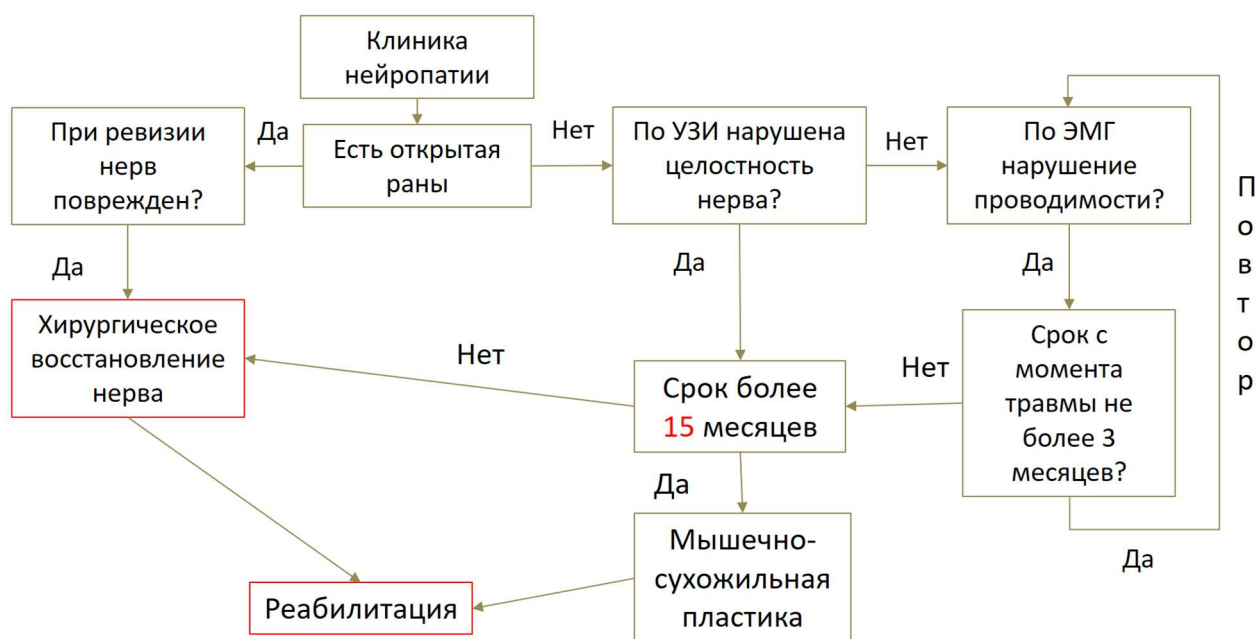 Клиника
нейропатии
При ревизии
нерв
поврежден?
Да
Есть открытая
раны
Нет
По УЗИ нарушена
целостность
нерва?
Нет
По ЭМГ
нарушение
проводимости?
Повтор
Да
Да
Да
Хирургическое
восстановление
нерва
Нет
Срок более
15 месяцев
Нет
Срок с
момента
травмы не
более 3
месяцев?
Да
Да
Мышечно-
сухожильная
пластика
Реабилитация